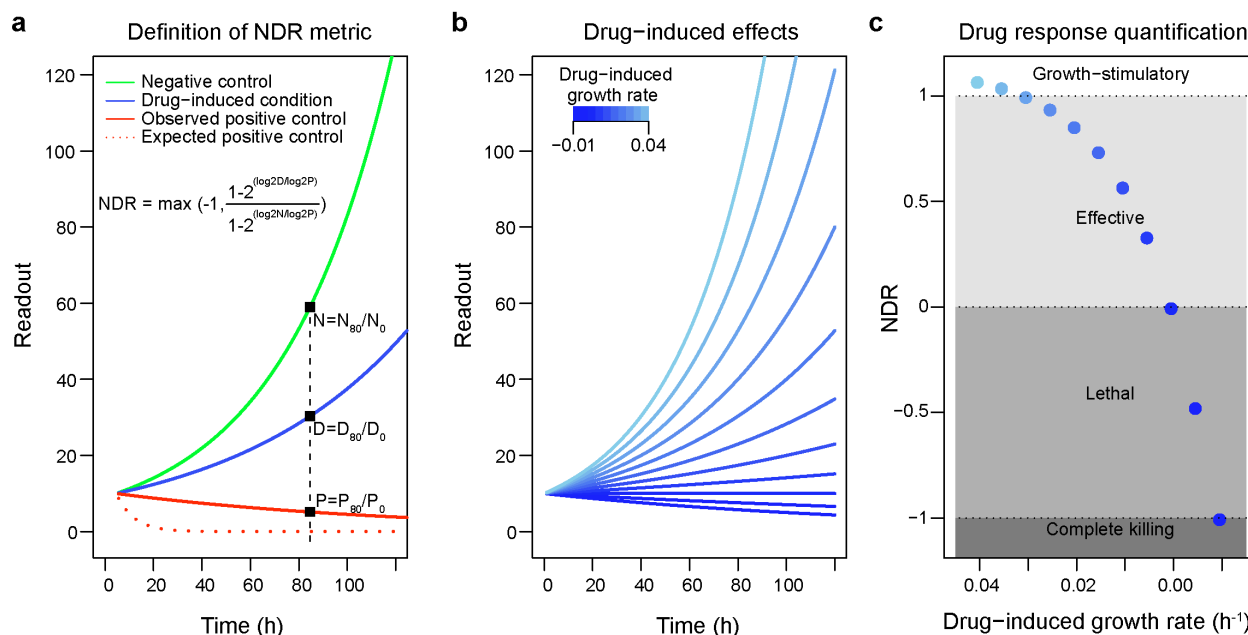 a
Definition of NDR metric
120
100
80
60
40
20
0
Readout
Negative control
Drug-induced condition
Observed positive control
Expected positive control
NDR = max (-1, 1-2^(log2D/log2P) / 1-2^(log2N/log2P))
N=N80/N0
D=D80/D0
P=P80/P0
0 20 40 60 80 100
Time (h)
b
Drug-induced effects
Drug-induced
growth rate
−0.01 0.04
120
100
80
60
40
20
0
Readout
0 20 40 60 80 100
Time (h)
c
Drug response quantification
Growth−stimulatory
Effective
Lethal
Complete killing
1
0.5
0
−0.5
−1
NDR
0.04 0.02 0.00
Drug-induced growth rate (h-1)